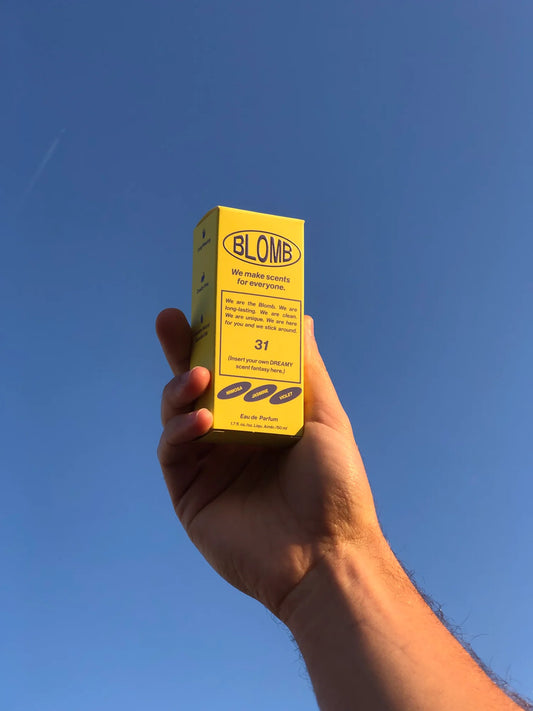 BLOMB
We make scents
for everyone.
We are the Blomb. We are
long-lasting. We are clean.
We are unique. We are here
for you and we stick around.
31
(Insert your own DREAMY
scent fantasy here.)
MIMOSA
JASMINE
VIOLET
Eau de Parfum